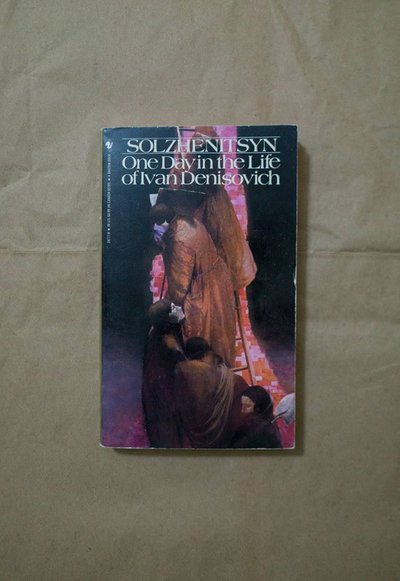 SOLZHENITSYN
One Day in the Life
of Ivan Denisovich